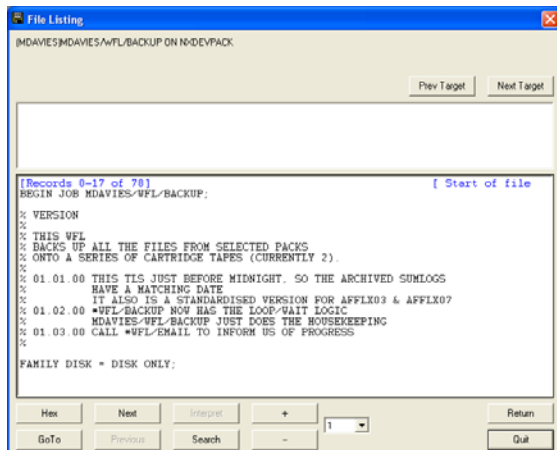 File Listing
(MDAVIES)MDAVIES/WFL/BACKUP ON NXDEVPACK
Prev Target
Next Target
[Records 0-17 of 78] [ Start of file
BEGIN JOB MDAVIES/WFL/BACKUP;
% VERSION
%
% THIS WFL
% BACKS UP ALL THE FILES FROM SELECTED PACKS
% ONTO A SERIES OF CARTRIDGE TAPES (CURRENTLY 2).
%
% 01.01.00 THIS TLS JUST BEFORE MIDNIGHT, SO THE ARCHIVED SUMLOGS
% HAVE A MATCHING DATE
% IT ALSO IS A STANDARDISED VERSION FOR AFFLX03 & AFFLX07
% 01.02.00 *WFL/BACKUP NOW HAS THE LOOP/WAIT LOGIC
% MDAVIES/WFL/BACKUP JUST DOES THE HOUSEKEEPING
% 01.03.00 CALL *WFL/EMAIL TO INFORM US OF PROGRESS
%
FAMILY DISK = DISK ONLY;
Hex Next Interpret + 1 Return
GoTo Previous Search - Quit